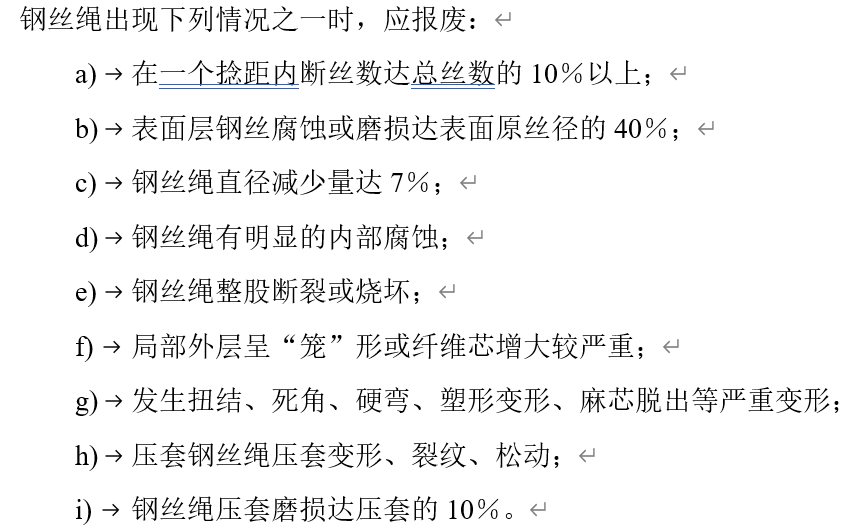 钢丝绳出现下列情况之一时，应报废：
a) 在一个捻距内断丝数达总丝数的 10%以上；
b) 表面层钢丝腐蚀或磨损达表面原丝径的 40%；
c) 钢丝绳直径减少量达 7%；
d) 钢丝绳有明显的内部腐蚀；
e) 钢丝绳整股断裂或烧坏；
f) 局部外层呈“笼”形或纤维芯增大较严重；
g) 发生扭结、死角、硬弯、塑形变形、麻芯脱出等严重变形；
h) 压套钢丝绳压套变形、裂纹、松动；
i) 钢丝绳压套磨损达压套的 10%。